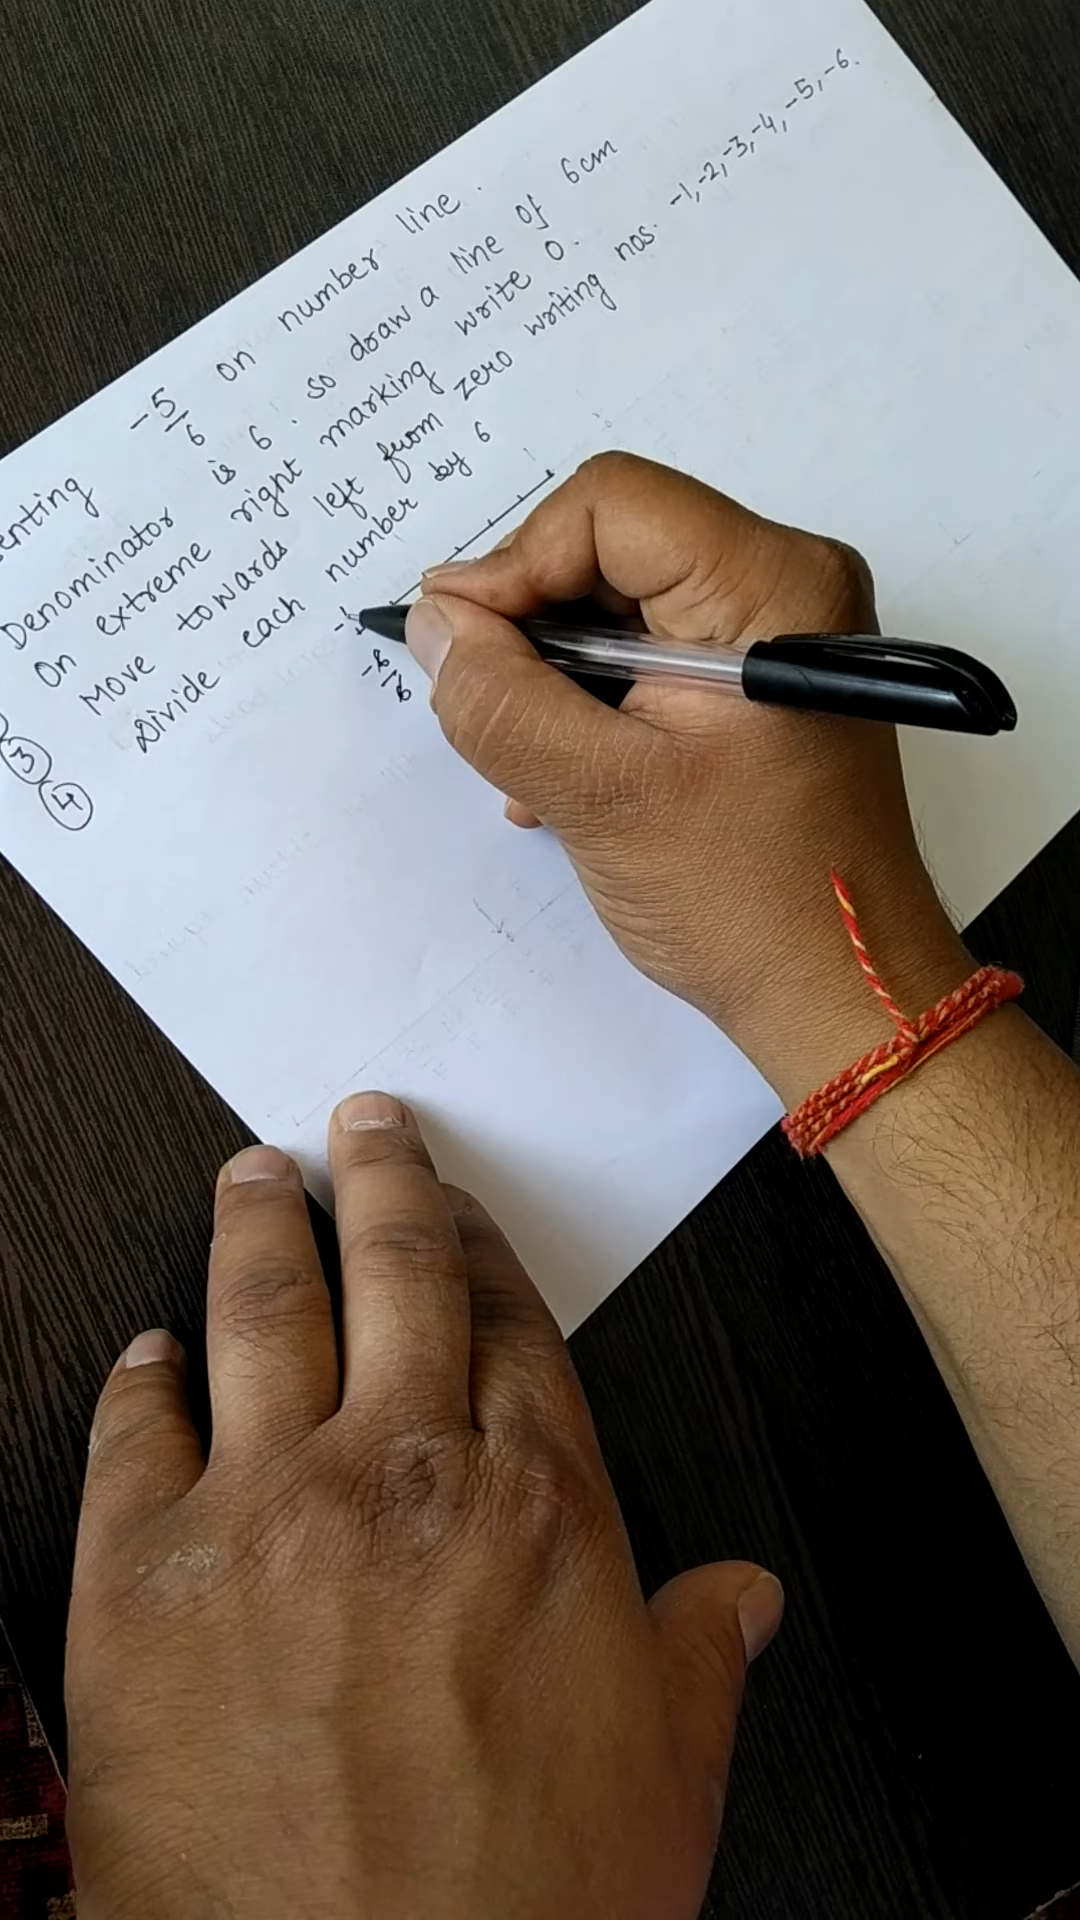 -5/6 on number line.
Denominator is 6. so draw a line of 6cm
On extreme right marking write 0.
3 Move towards left from zero writing nos. -1, -2, -3, -4, -5, -6.
4 Divide each number by 6
-1
-6/6